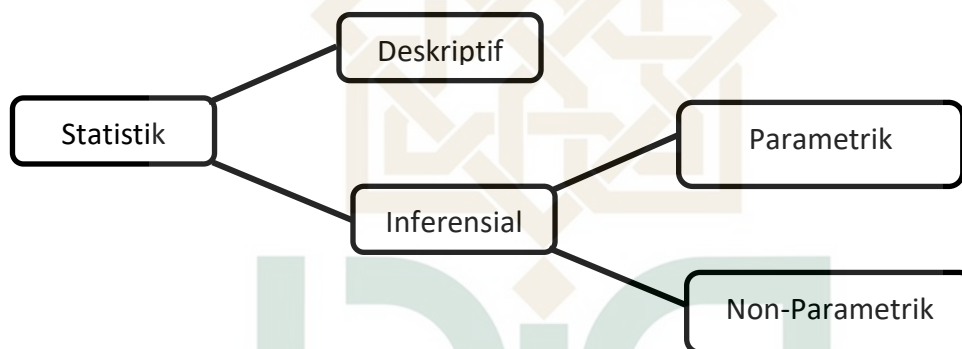 Deskriptif
Statistik
Parametrik
Inferensial
Non-Parametrik